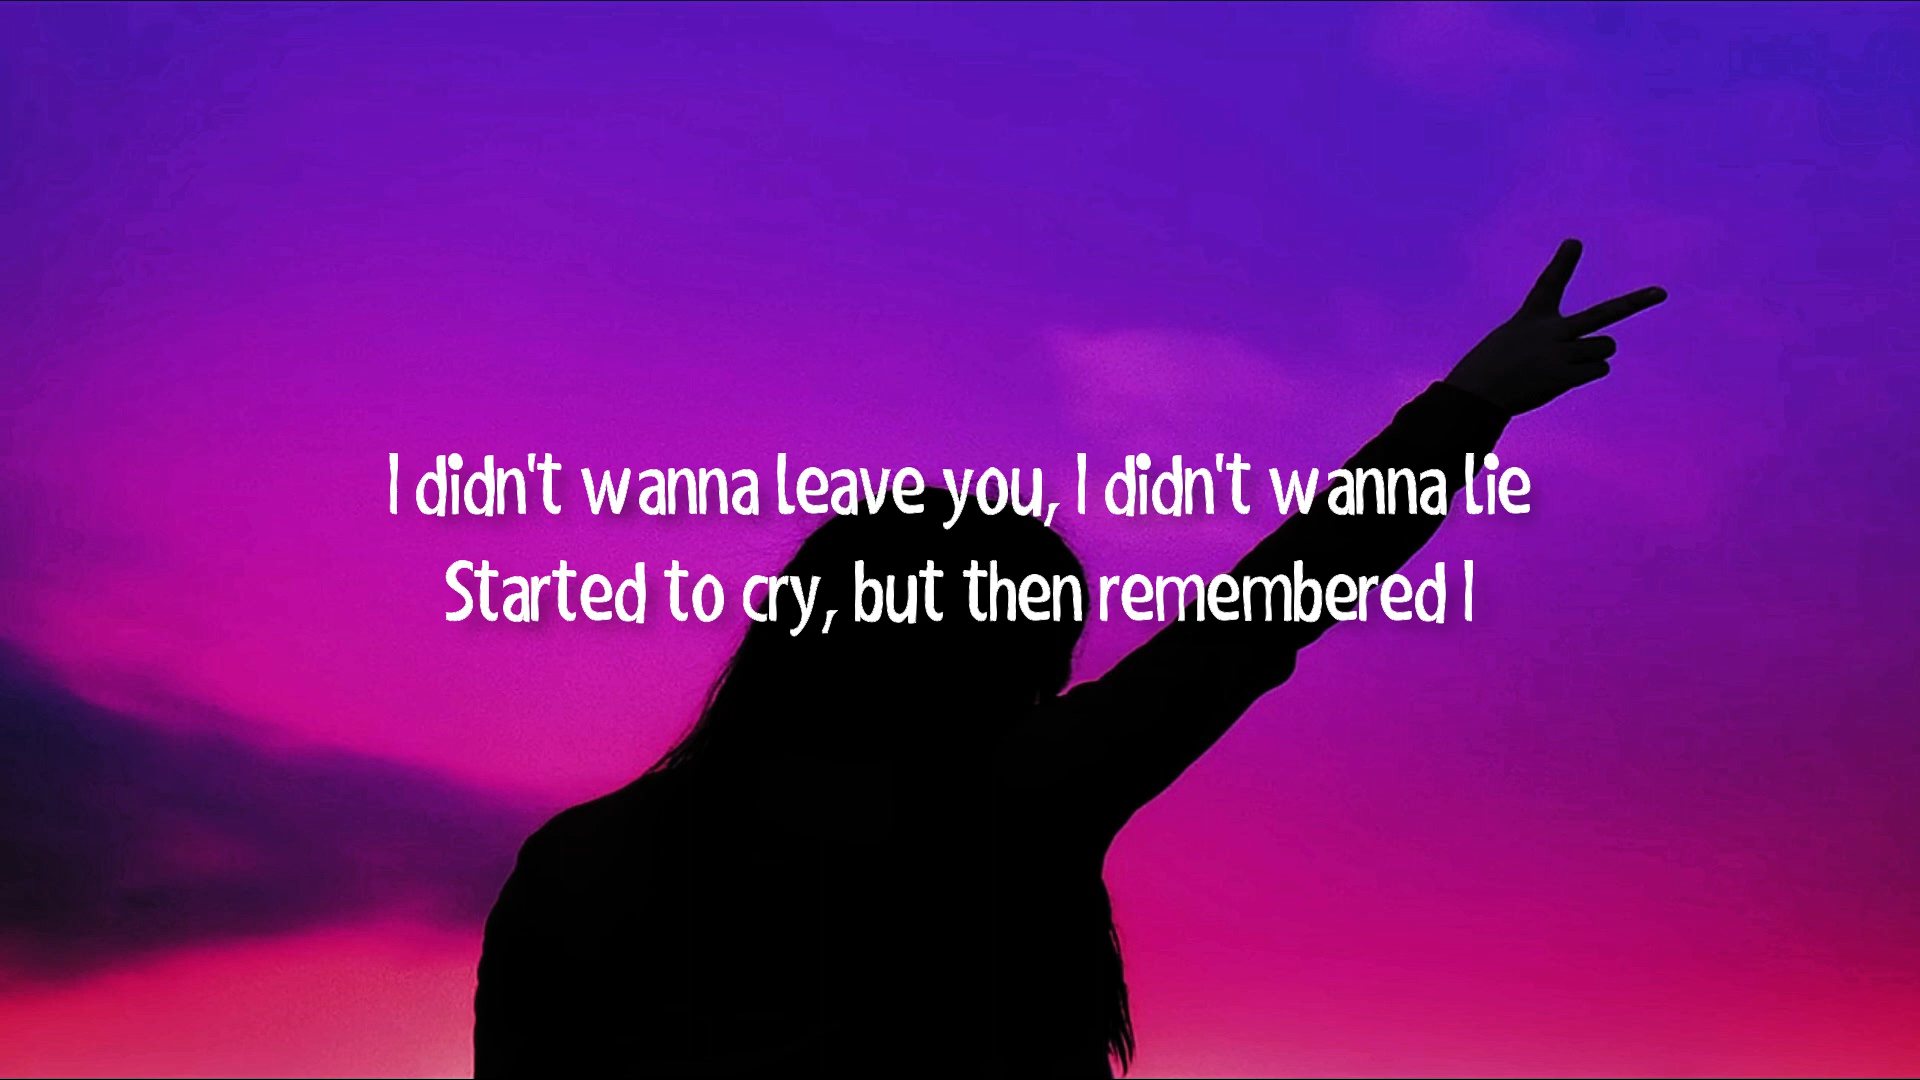 I didn't wanna leave you, I didn't wanna lie
Started to cry, but then remembered I